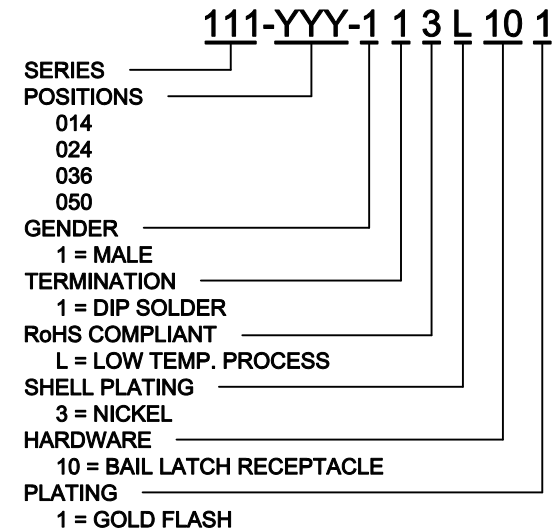 111-YYY-1 1 3 L 10 1
SERIES
POSITIONS
014
024
036
050
GENDER
1 = MALE
TERMINATION
1 = DIP SOLDER
RoHS COMPLIANT
L = LOW TEMP. PROCESS
SHELL PLATING
3 = NICKEL
HARDWARE
10 = BAIL LATCH RECEPTACLE
PLATING
1 = GOLD FLASH